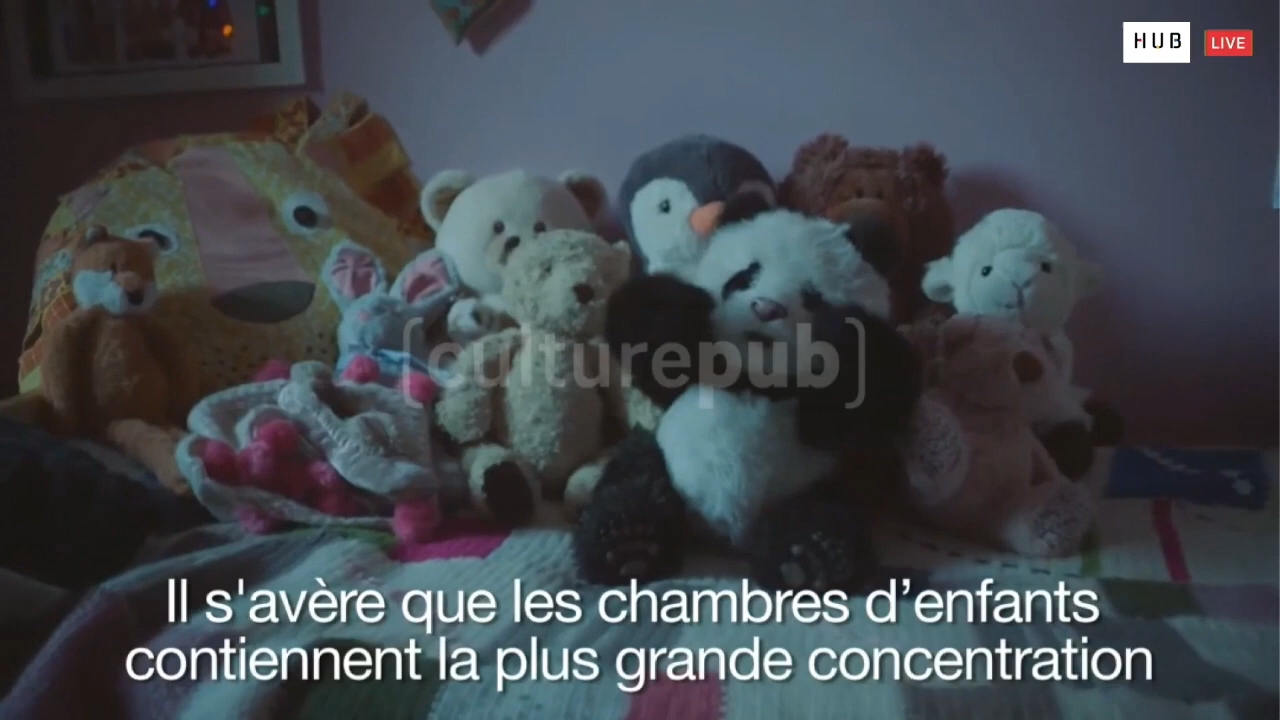 HUB LIVE
[culturepub]
Il s'avère que les chambres d’enfants
contiennent la plus grande concentration